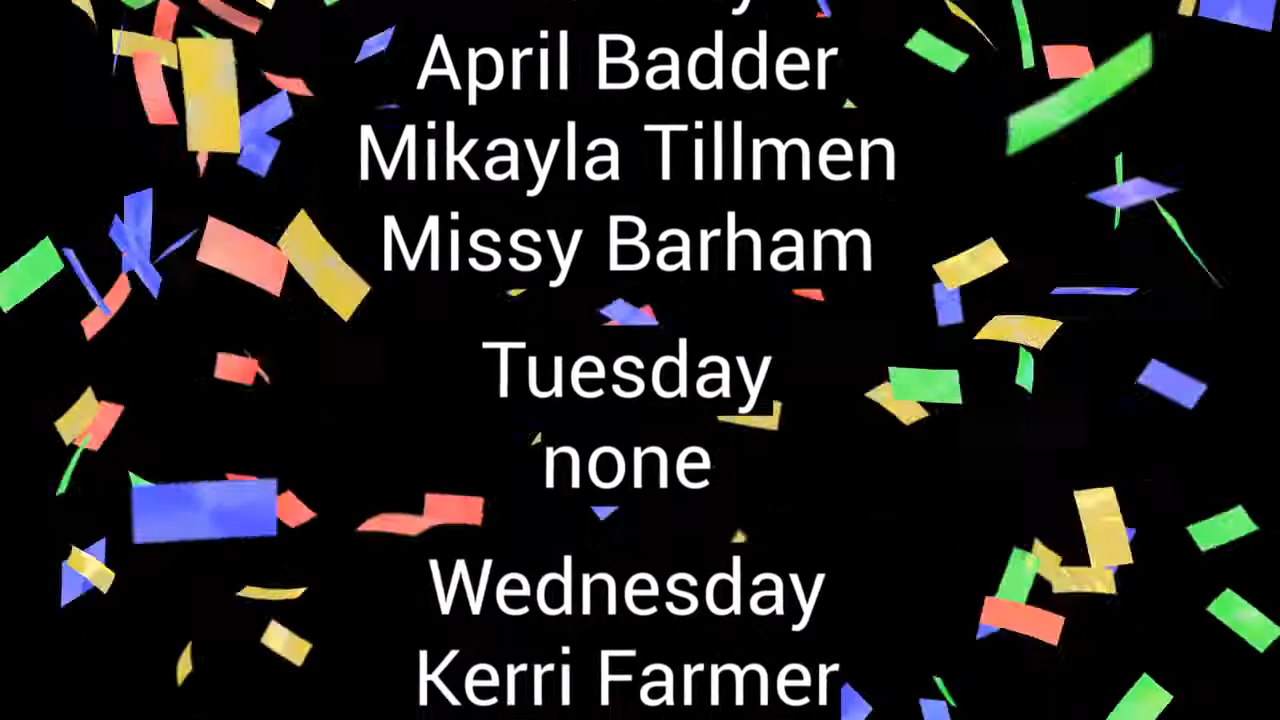 April Badder
Mikayla Tillmen
Missy Barham
Tuesday
none
Wednesday
Kerri Farmer